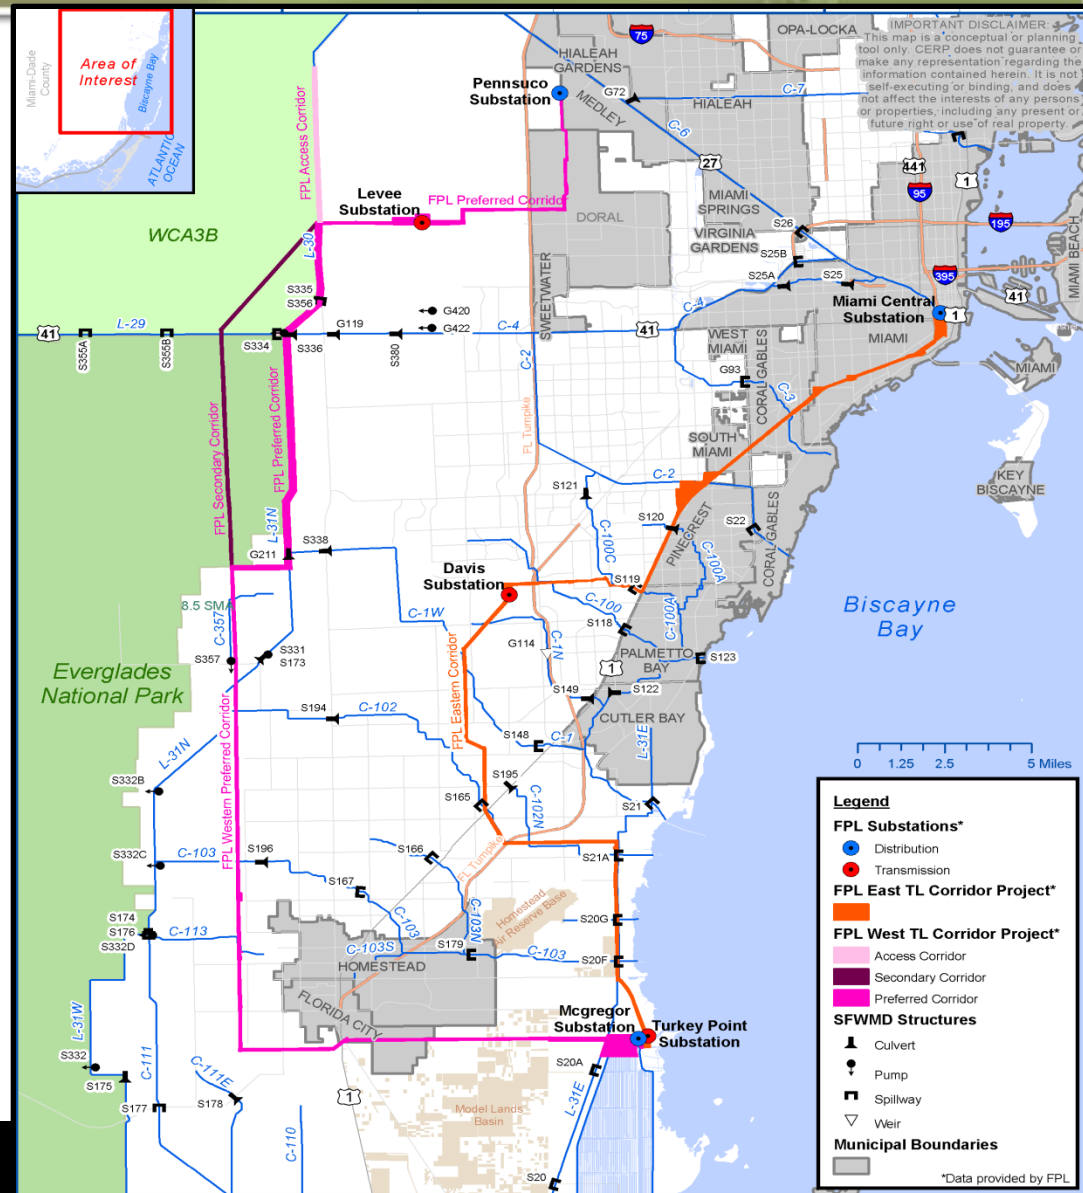 Miami-Dade
County
Area of
Interest
Biscayne Bay
ATLANTIC
OCEAN
IMPORTANT DISCLAIMER:
This map is a conceptual or planning
tool only. CERP does not guarantee or
make any representation regarding the
information contained herein. It is not
self-executing or binding, and does
not affect the interests of any persons
or properties, including any present or
future right or use of real property.
75
OPA-LOCKA
HIALEAH
GARDENS
Pennsuco
Substation
G72
C-7
MEDLEY
HIALEAH
C-6
27
441
1
95
FPL Access Corridor
Levee
Substation
FPL Preferred Corridor
DORAL
MIAMI
SPRINGS
VIRGINIA
GARDENS
S26
195
WCA3B
L-30
S25B
S25A
S25
395
MIAMI BEACH
41
S335
S356
G420
G422
SWEETWATER
C-4
Miami Central
Substation
1
41
L-29
S355A
S355B
S334
S336
G119
S380
C-4
41
MIAMI
WEST
MIAMI
C-2
G93
CORAL GABLES
C-3
MIAMI
FPL Secondary Corridor
FPL Preferred Corridor
FL Turnpike
SOUTH
MIAMI
KEY
BISCAYNE
L-31N
S121
C-2
S120
PINECREST
S22
CORAL GABLES
G211
S338
C-100C
C-100A
Davis
Substation
S119
8.5 SMA
C-357
C-1W
C-100
C-100A
S118
Biscayne
Bay
G114
C-1N
S357
S331
S173
1
PALMETTO
BAY
S123
Everglades
National Park
FPL Eastern Corridor
S149
S122
S194
C-102
CUTLER BAY
L-31E
S148
C-1
L-31N
0
1.25
2.5
5 Miles
S332B
S195
S165
C-102N
S21
FPL Western Preferred Corridor
S332C
C-103
S196
S166
FL Turnpike
S21A
S167
Homestead
Air Reserve Base
S174
S176
S332D
C-113
C-103
C-103N
S20G
C-103S
S179
C-103
S20F
HOMESTEAD
FLORIDA CITY
L-31W
Mcgregor
Substation
Turkey Point
Substation
S332
S175
C-111
C-111E
S20A
S177
S178
1
L-31E
Model Lands
Basin
C-110
S20
Legend
FPL Substations*
Distribution
Transmission
FPL East TL Corridor Project*
FPL West TL Corridor Project*
Access Corridor
Secondary Corridor
Preferred Corridor
SFWMD Structures
Culvert
Pump
Spillway
Weir
Municipal Boundaries
*Data provided by FPL